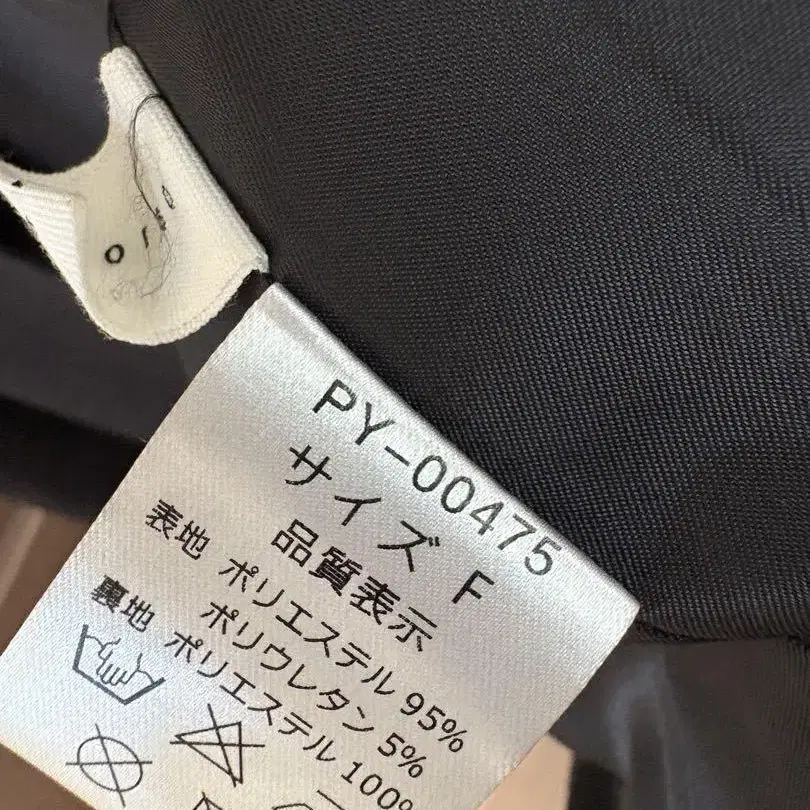 PY-00475
サイズ F
品質表示
表地 ポリエステル 95%
ポリウレタン 5%
裏地 ポリエステル 100%